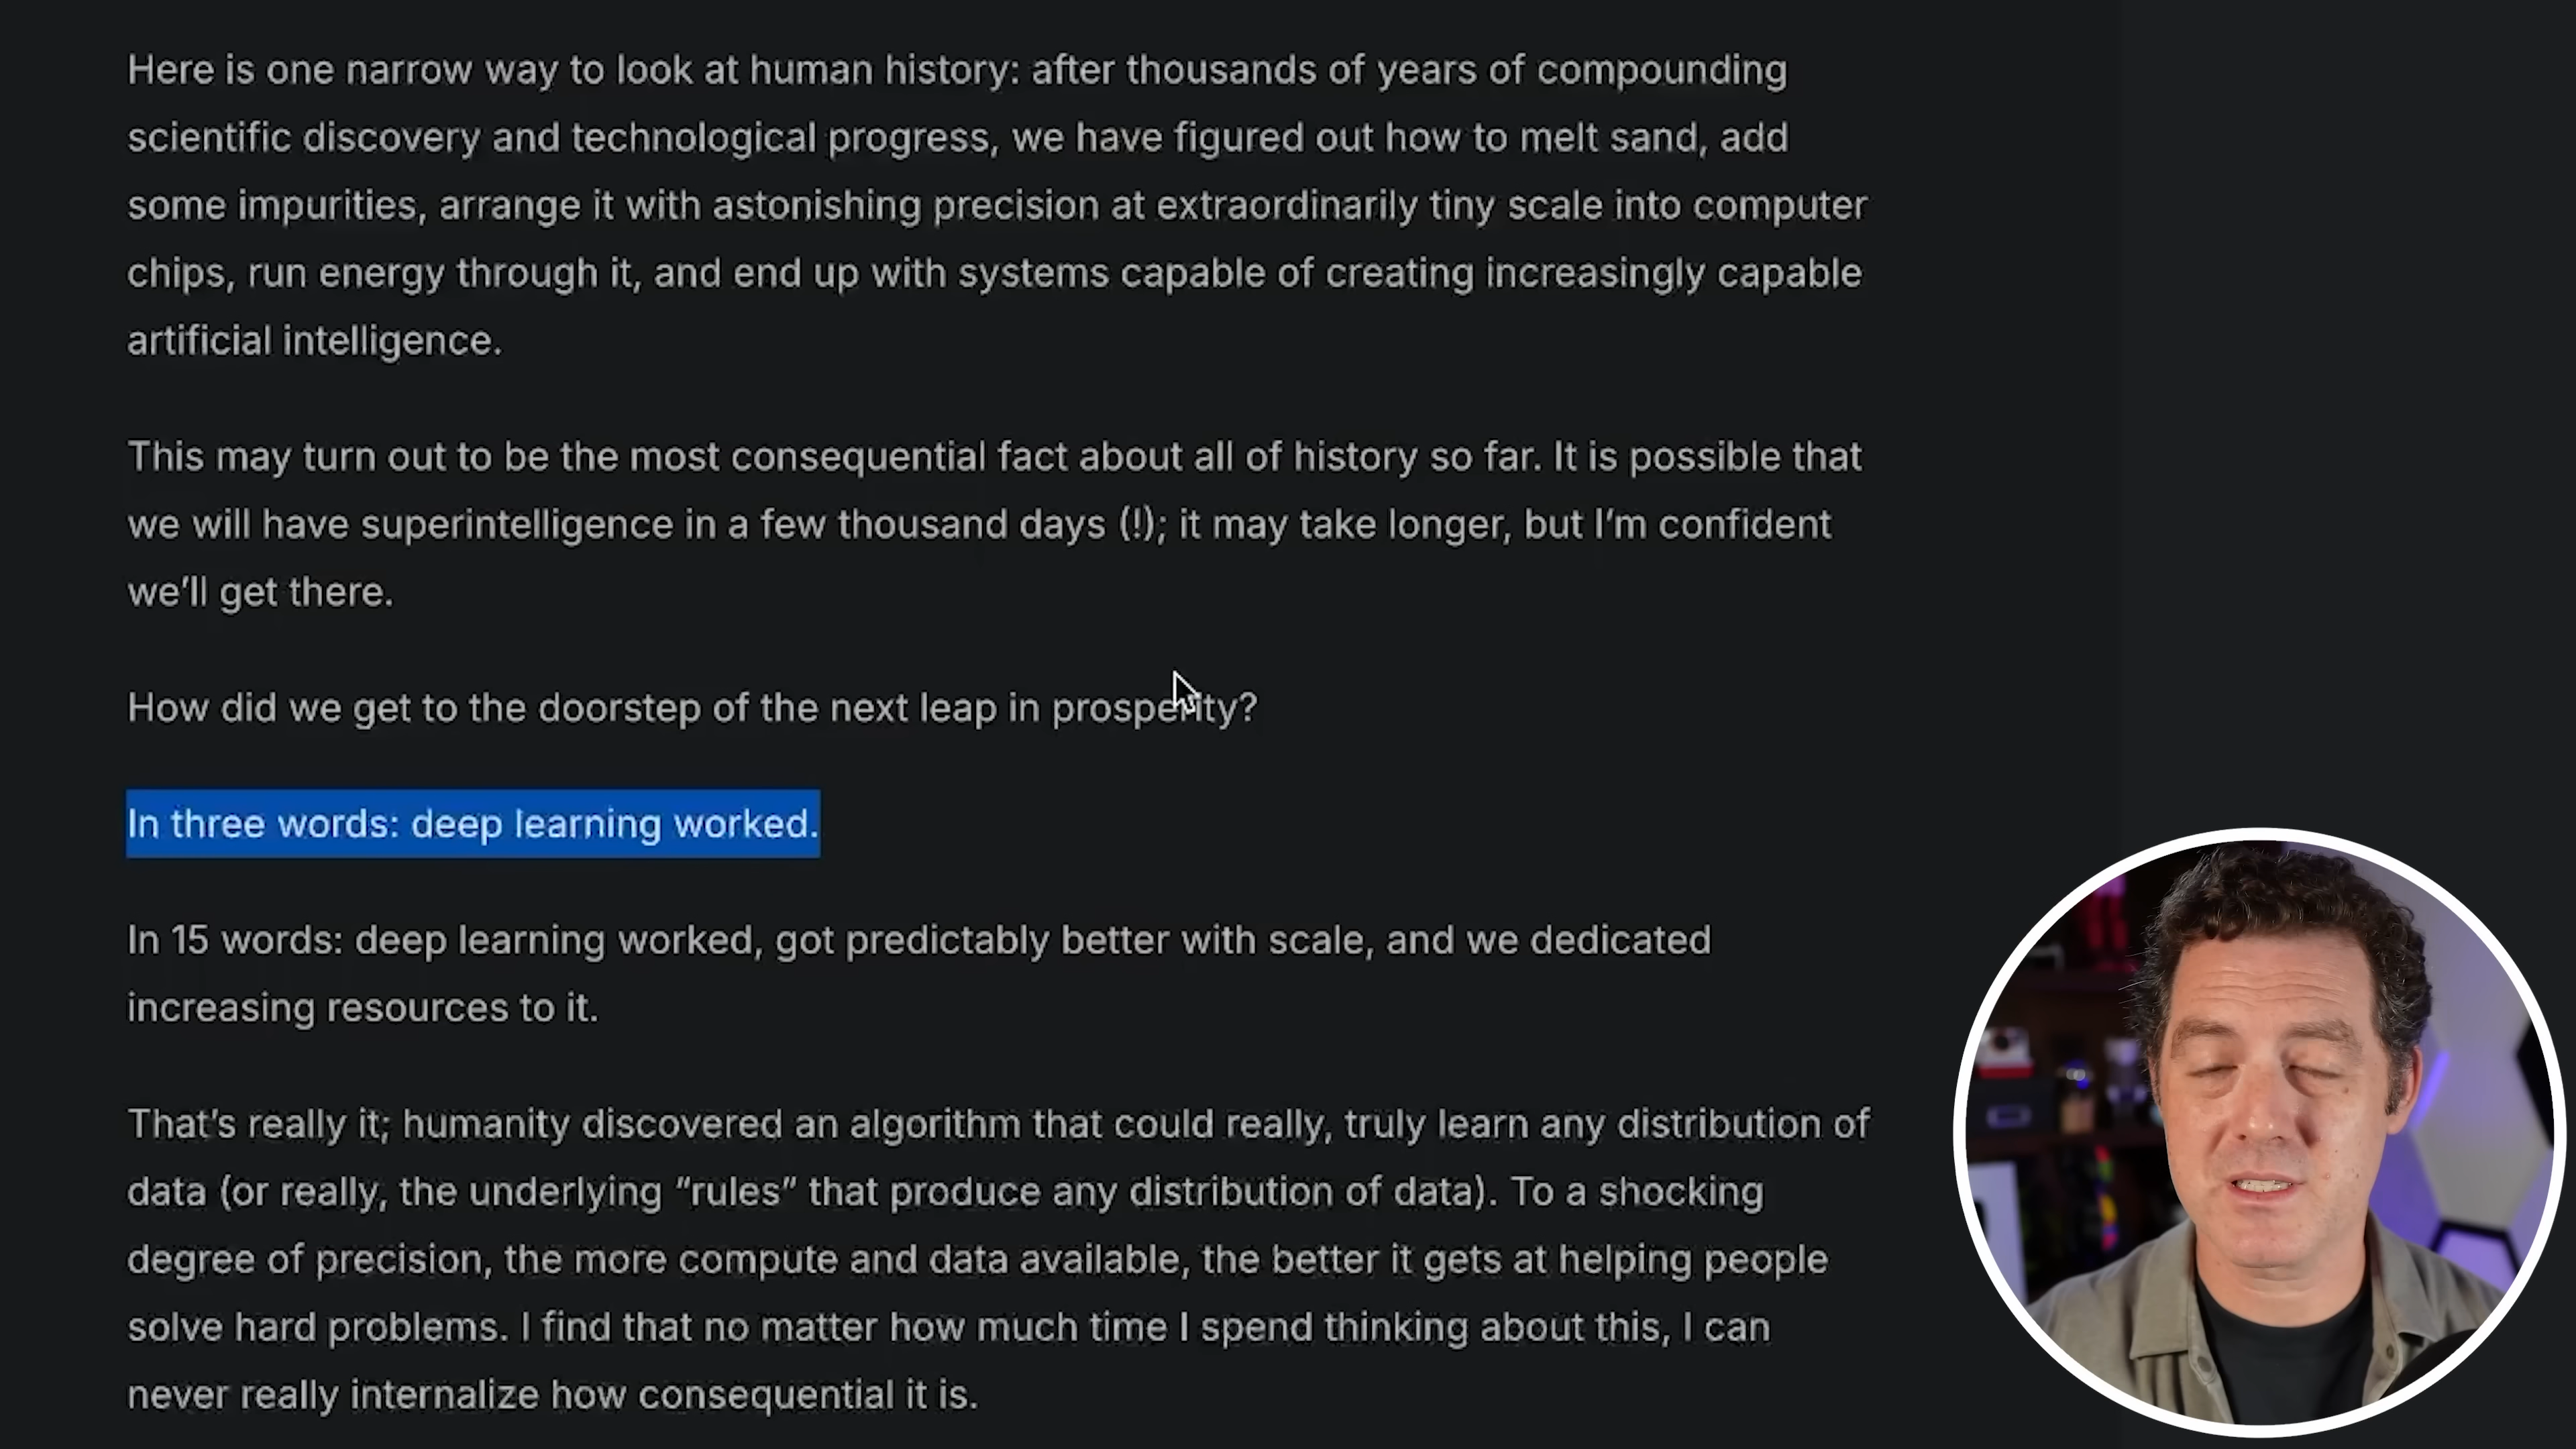 Here is one narrow way to look at human history: after thousands of years of compounding
scientific discovery and technological progress, we have figured out how to melt sand, add
some impurities, arrange it with astonishing precision at extraordinarily tiny scale into computer
chips, run energy through it, and end up with systems capable of creating increasingly capable
artificial intelligence.
This may turn out to be the most consequential fact about all of history so far. It is possible that
we will have superintelligence in a few thousand days (!); it may take longer, but I’m confident
we’ll get there.
How did we get to the doorstep of the next leap in prosperity?
In three words: deep learning worked.
In 15 words: deep learning worked, got predictably better with scale, and we dedicated
increasing resources to it.
That’s really it; humanity discovered an algorithm that could really, truly learn any distribution of
data (or really, the underlying “rules” that produce any distribution of data). To a shocking
degree of precision, the more compute and data available, the better it gets at helping people
solve hard problems. I find that no matter how much time I spend thinking about this, I can
never really internalize how consequential it is.